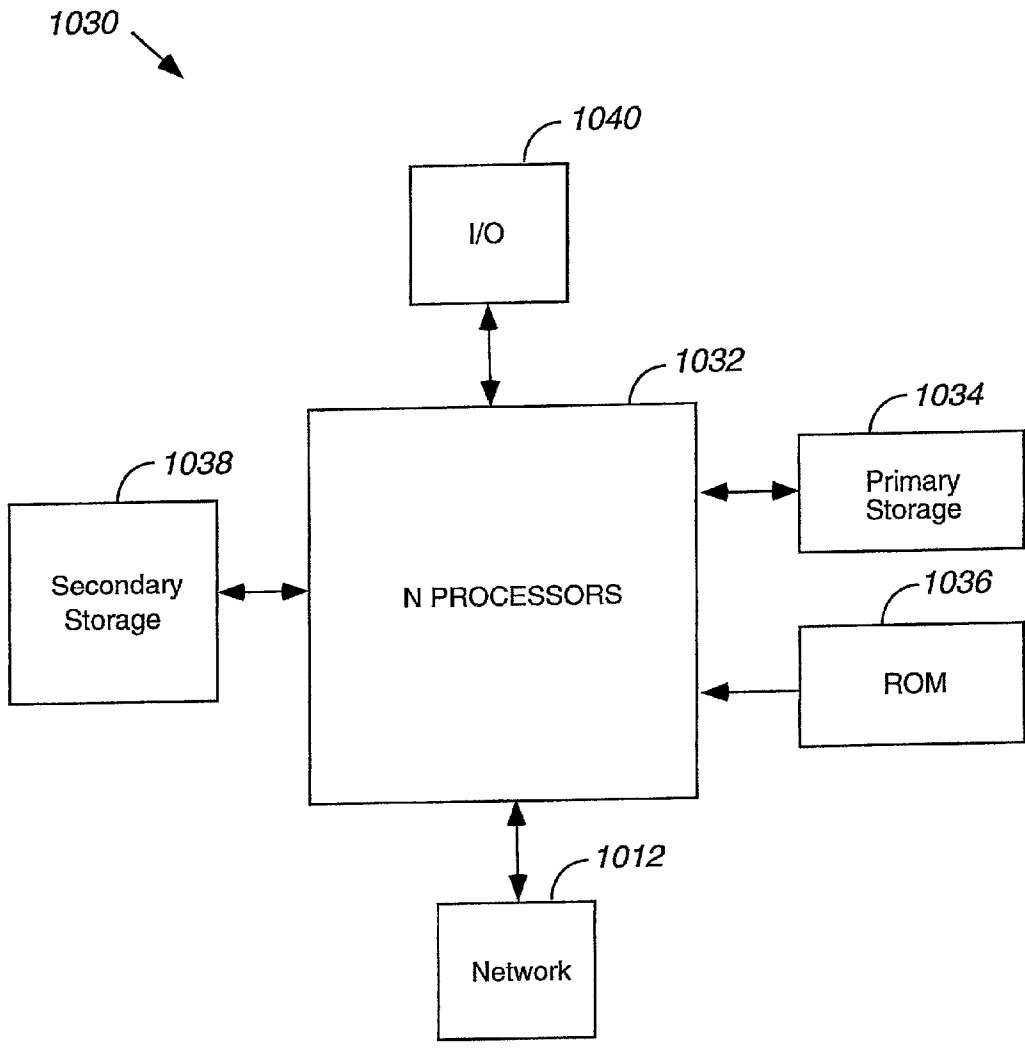 1030
1040
I/O
1032
1034
Primary
Storage
1038
Secondary
Storage
N PROCESSORS
1036
ROM
1012
Network